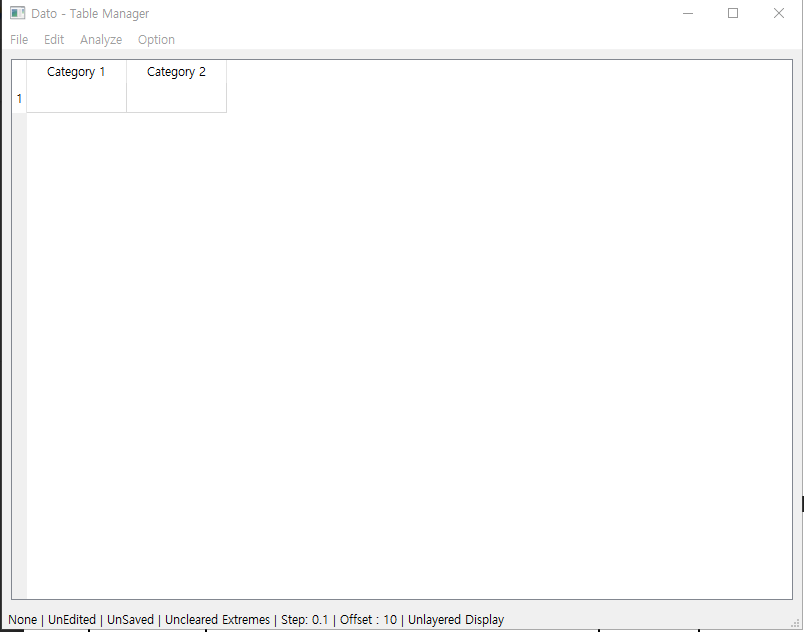 Dato - Table Manager
File Edit Analyze Option
Category 1 Category 2
1
None | UnEdited | UnSaved | Uncleared Extremes | Step: 0.1 | Offset : 10 | Unlayered Display